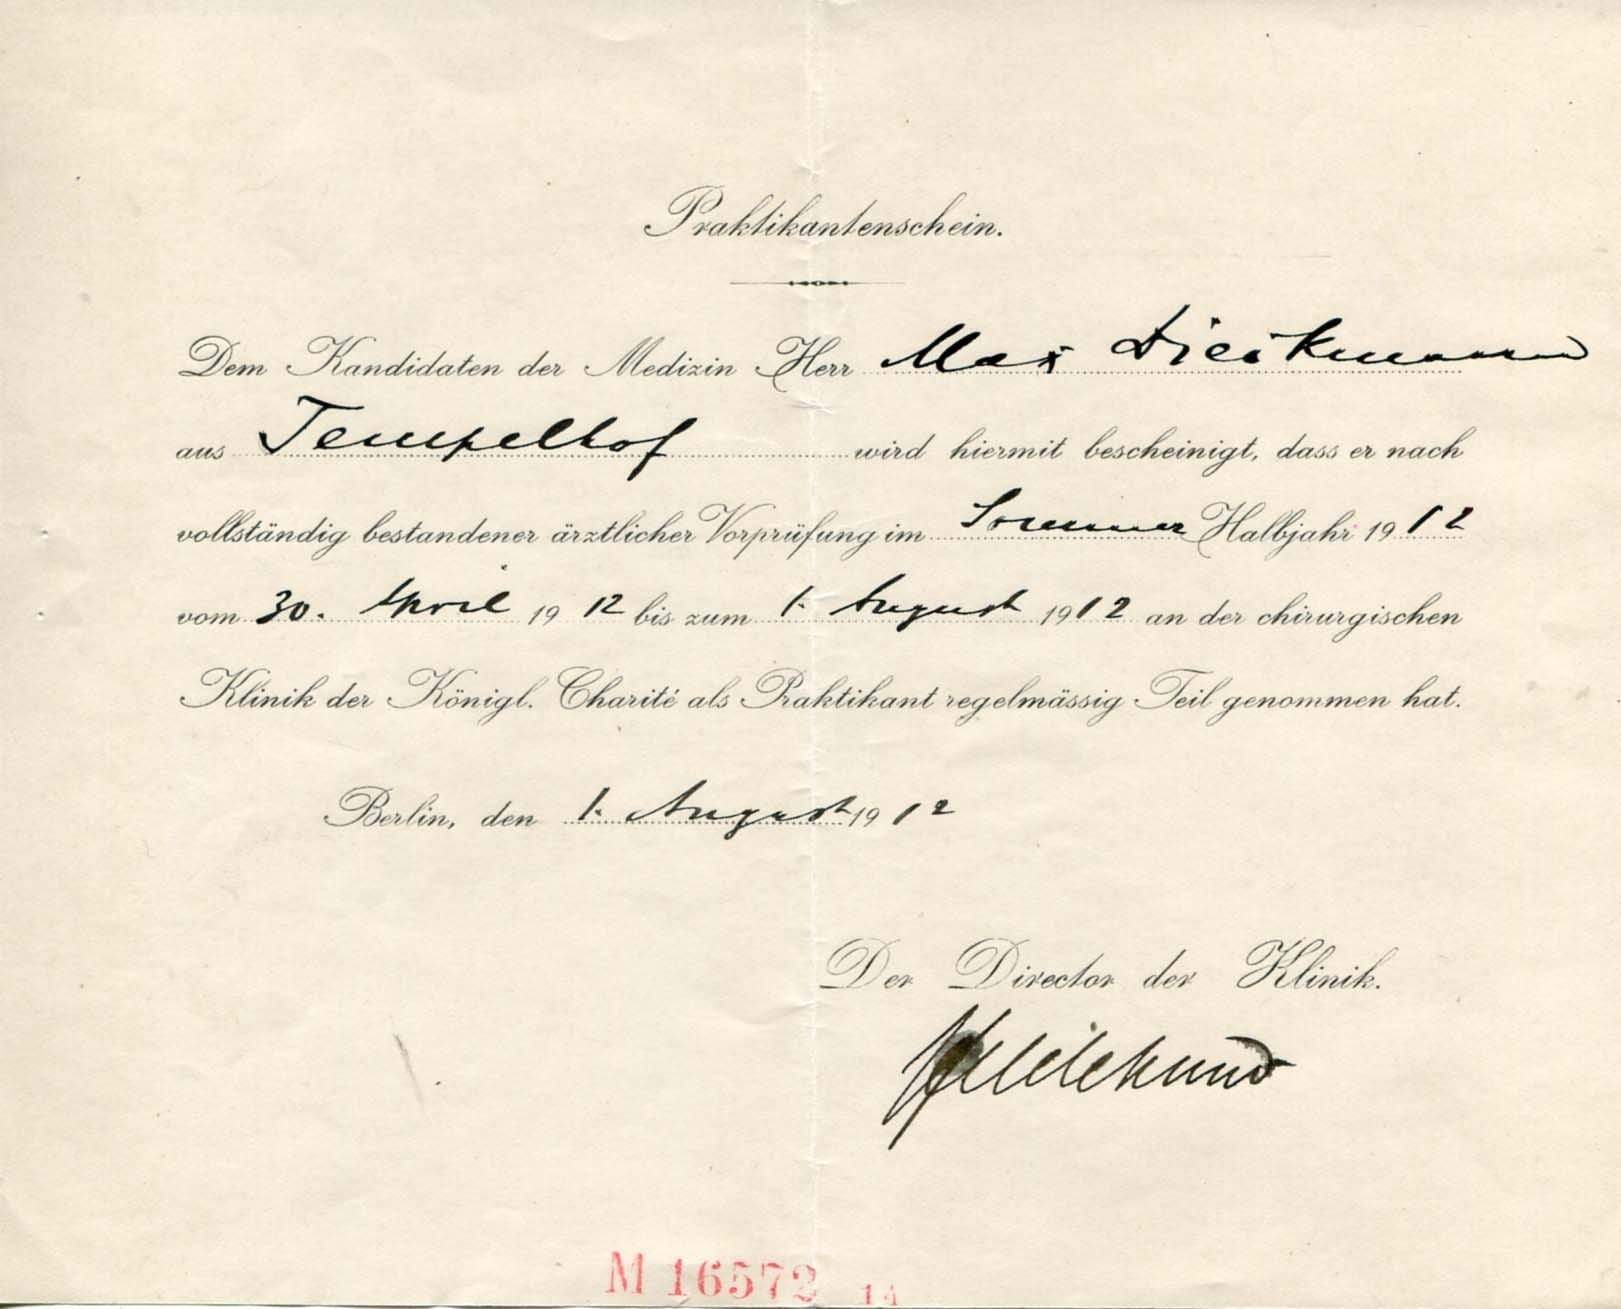 Praktikantenschein.
Dem Kandidaten der Medizin Herr Max Dieckmann
aus Tempelhof wird hiermit bescheinigt, dass er nach
vollständig bestandener ärztlicher Vorprüfung im Sommer Halbjahr 1912
vom 30. April 1912 bis zum 1. August 1912 an der chirurgischen
Klinik der Königl. Charité als Praktikant regelmässig Teil genommen hat.
Berlin, den 1. August 1912
Der Director der Klinik.
M 16572 14